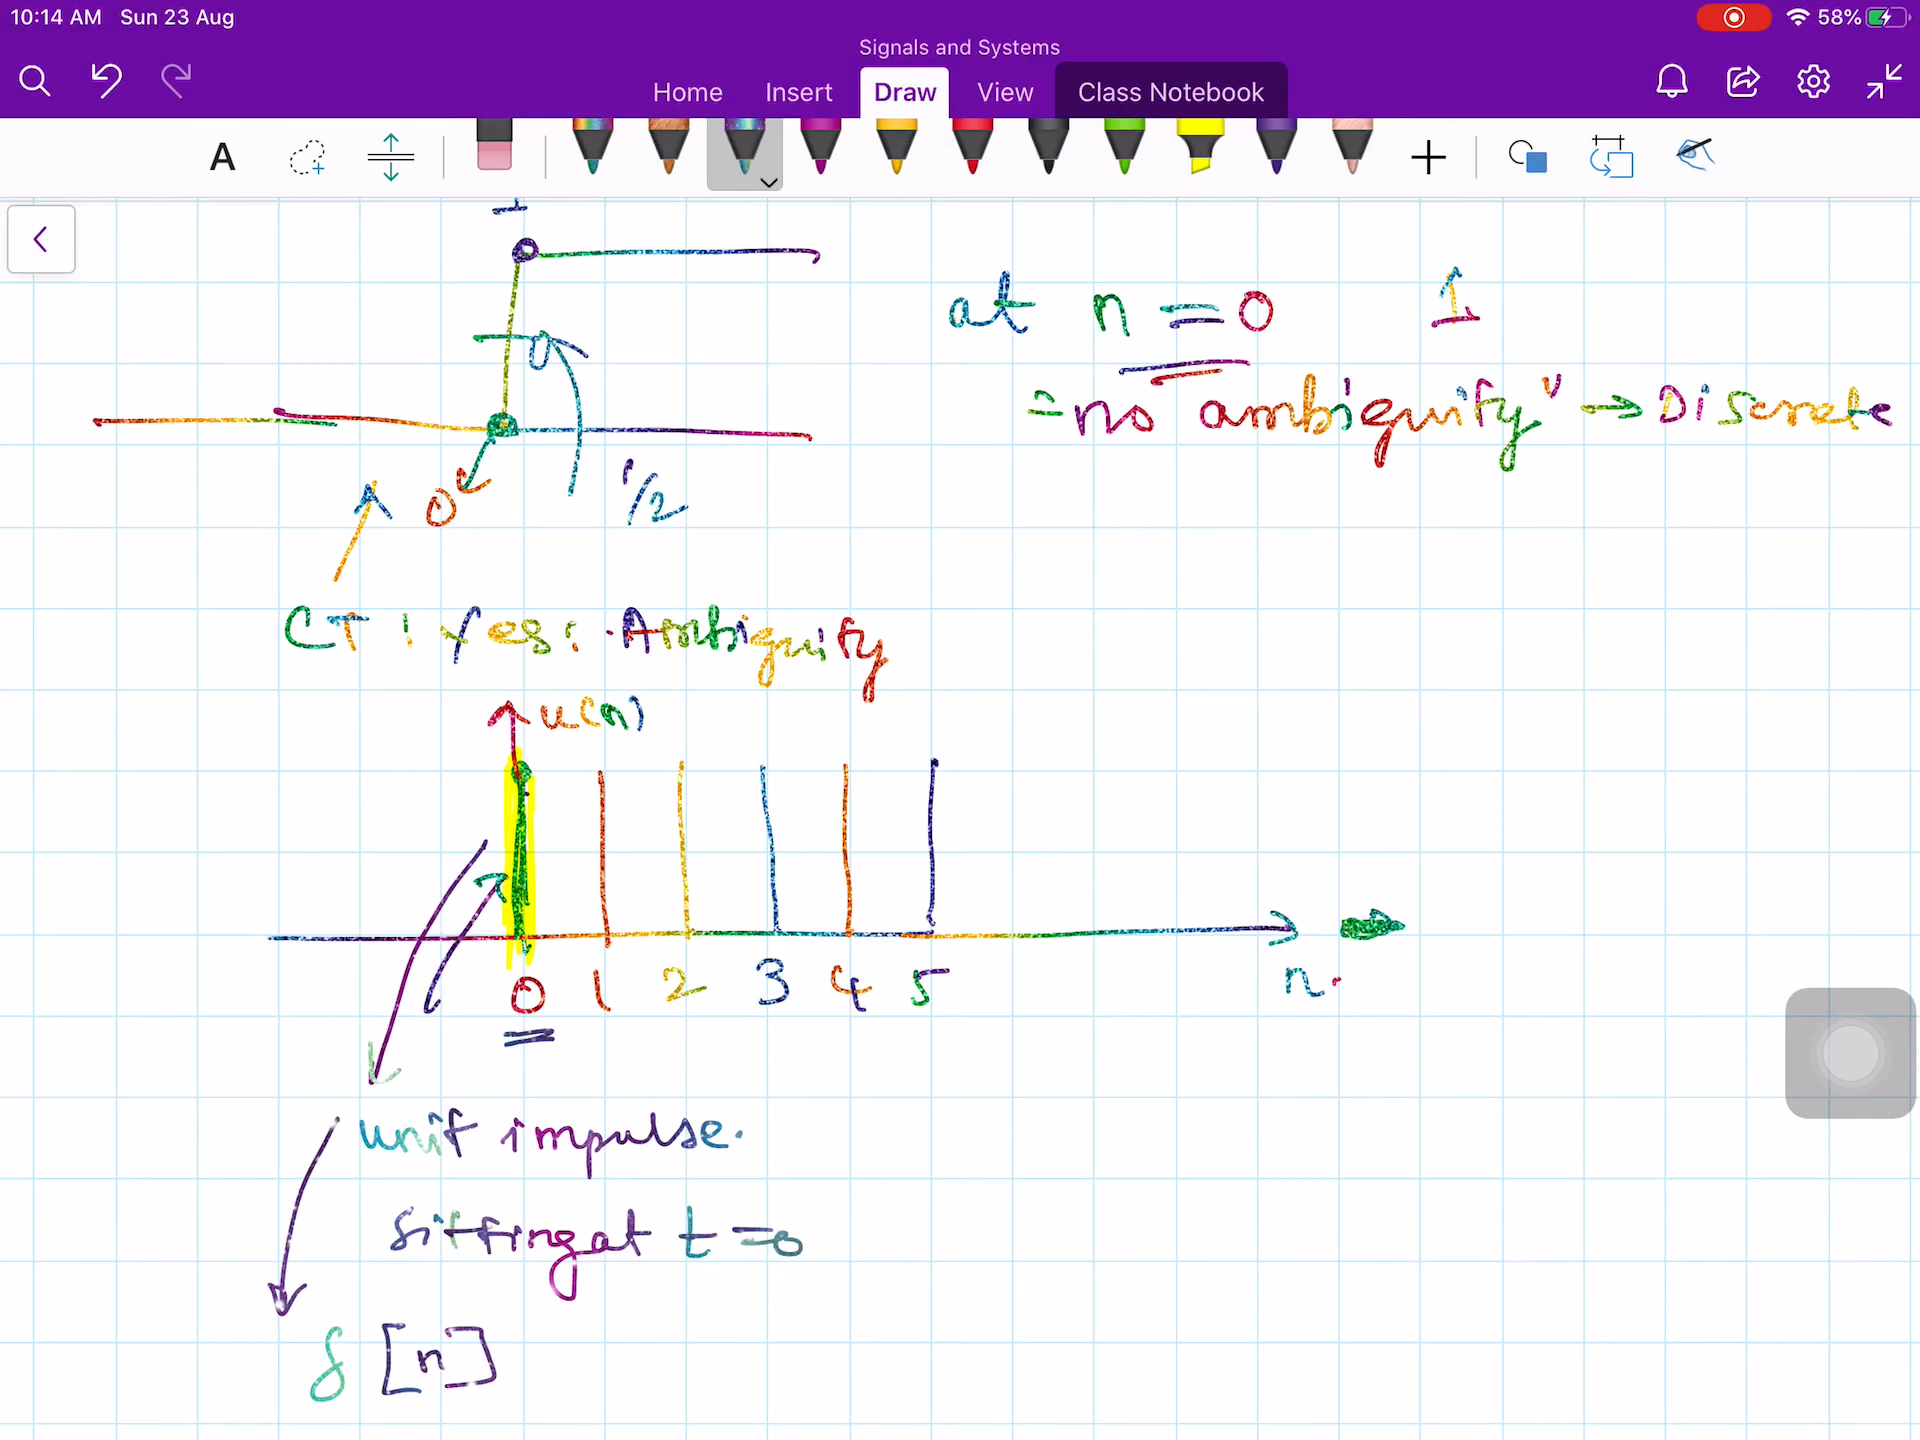 10:14 AM Sun 23 Aug
58%
Signals and Systems
Home Insert Draw View Class Notebook
A
1
at n = 0 1
= "no ambiguity" → Discrete
0 1/2
CT : Yes : Ambiguity
u(n)
0 1 2 3 4 5 n.
unit impulse.
sitting at t = 0
δ [n]